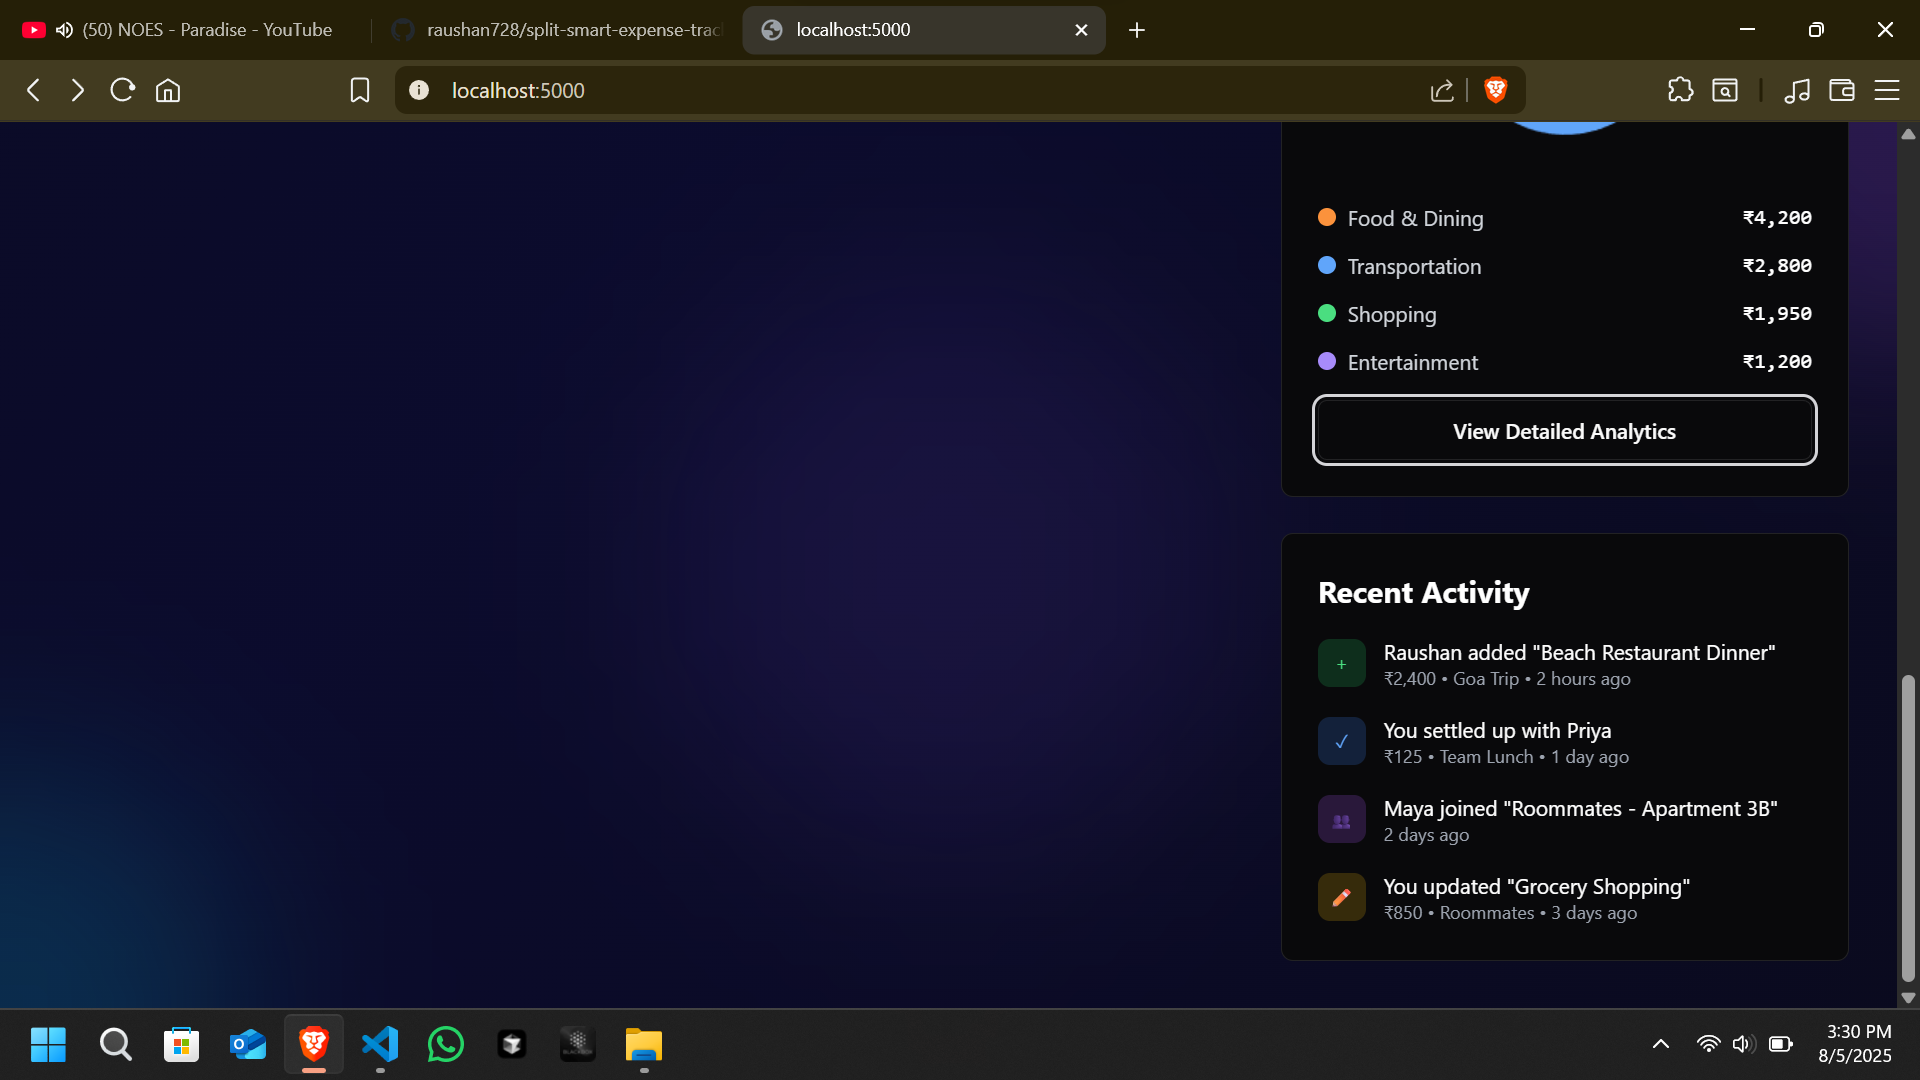 (50) NOES - Paradise - YouTube
raushan728/split-smart-expense-trac
localhost:5000
localhost:5000
Food & Dining ₹4,200
Transportation ₹2,800
Shopping ₹1,950
Entertainment ₹1,200
View Detailed Analytics
Recent Activity
+
Raushan added "Beach Restaurant Dinner"
₹2,400 • Goa Trip • 2 hours ago
✓
You settled up with Priya
₹125 • Team Lunch • 1 day ago
Maya joined "Roommates - Apartment 3B"
2 days ago
You updated "Grocery Shopping"
₹850 • Roommates • 3 days ago
3:30 PM
8/5/2025